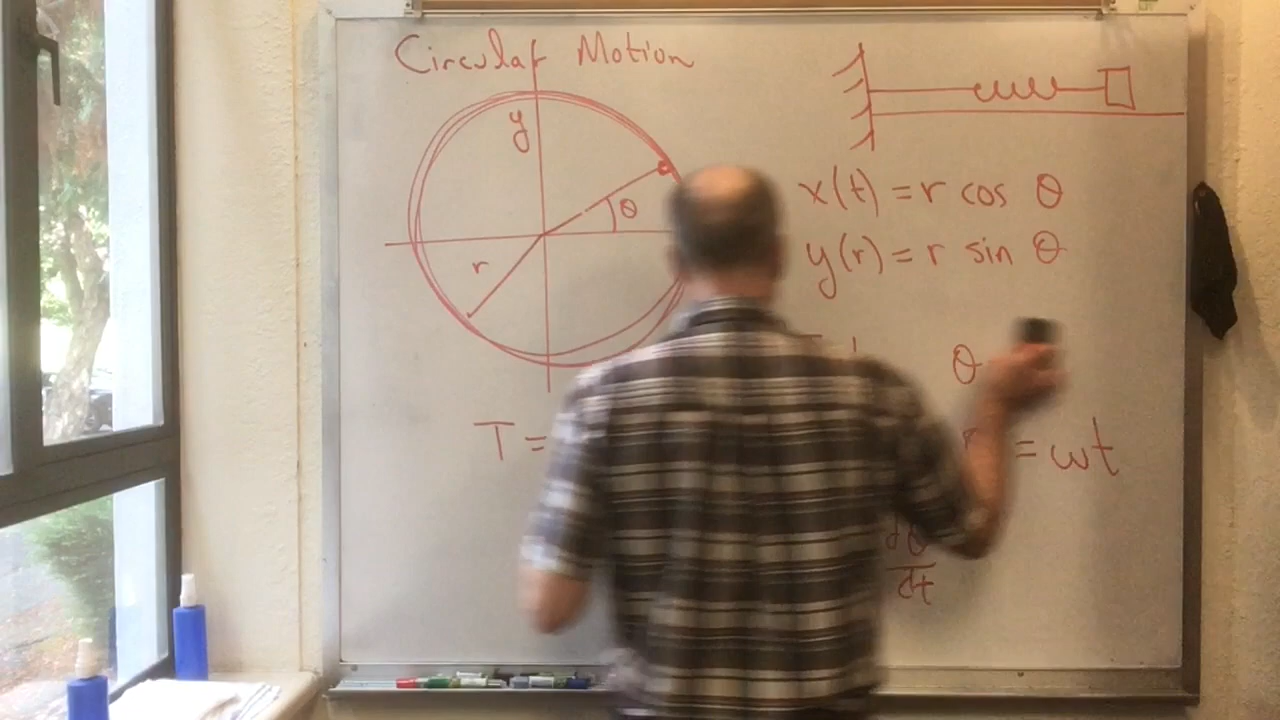 Circular Motion
y
θ
r
x(t) = r cos θ
y(r) = r sin θ
θ
T =
= ωt
dθ
dt